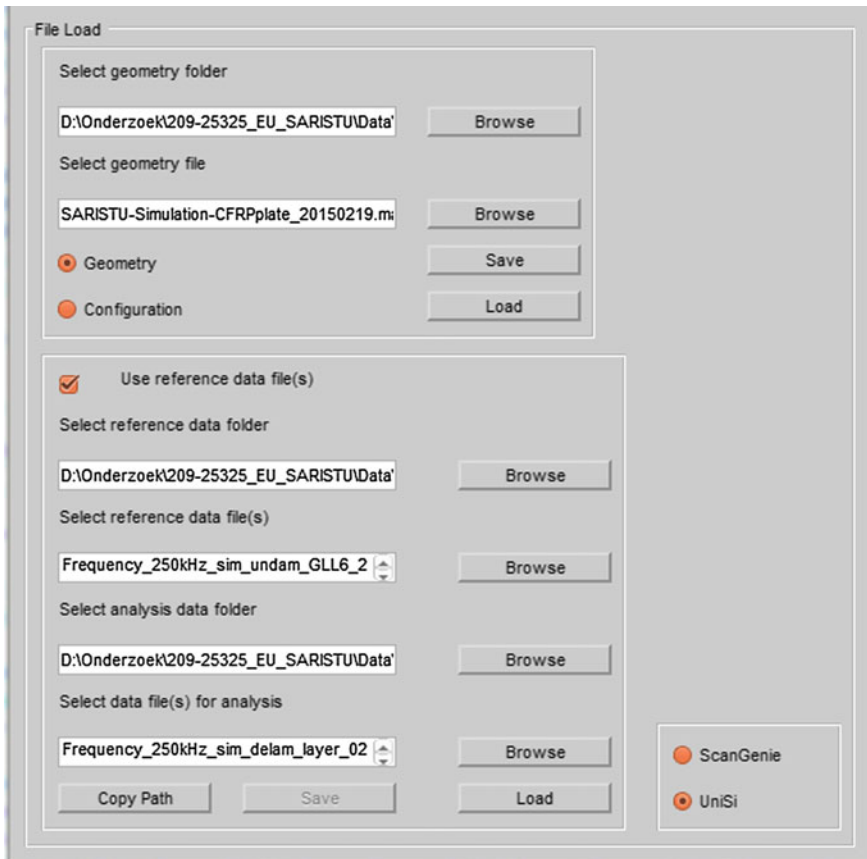 File Load
Select geometry folder
D:\Onderzoek\209-25325_EU_SARISTU\Data'
Browse
Select geometry file
SARISTU-Simulation-CFRPplate_20150219.ma
Browse
Geometry
Save
Configuration
Load
Use reference data file(s)
Select reference data folder
D:\Onderzoek\209-25325_EU_SARISTU\Data'
Browse
Select reference data file(s)
Frequency_250kHz_sim_undam_GLL6_2
Browse
Select analysis data folder
D:\Onderzoek\209-25325_EU_SARISTU\Data'
Browse
Select data file(s) for analysis
Frequency_250kHz_sim_delam_layer_02
Browse
Copy Path
Save
Load
ScanGenie
UniSi